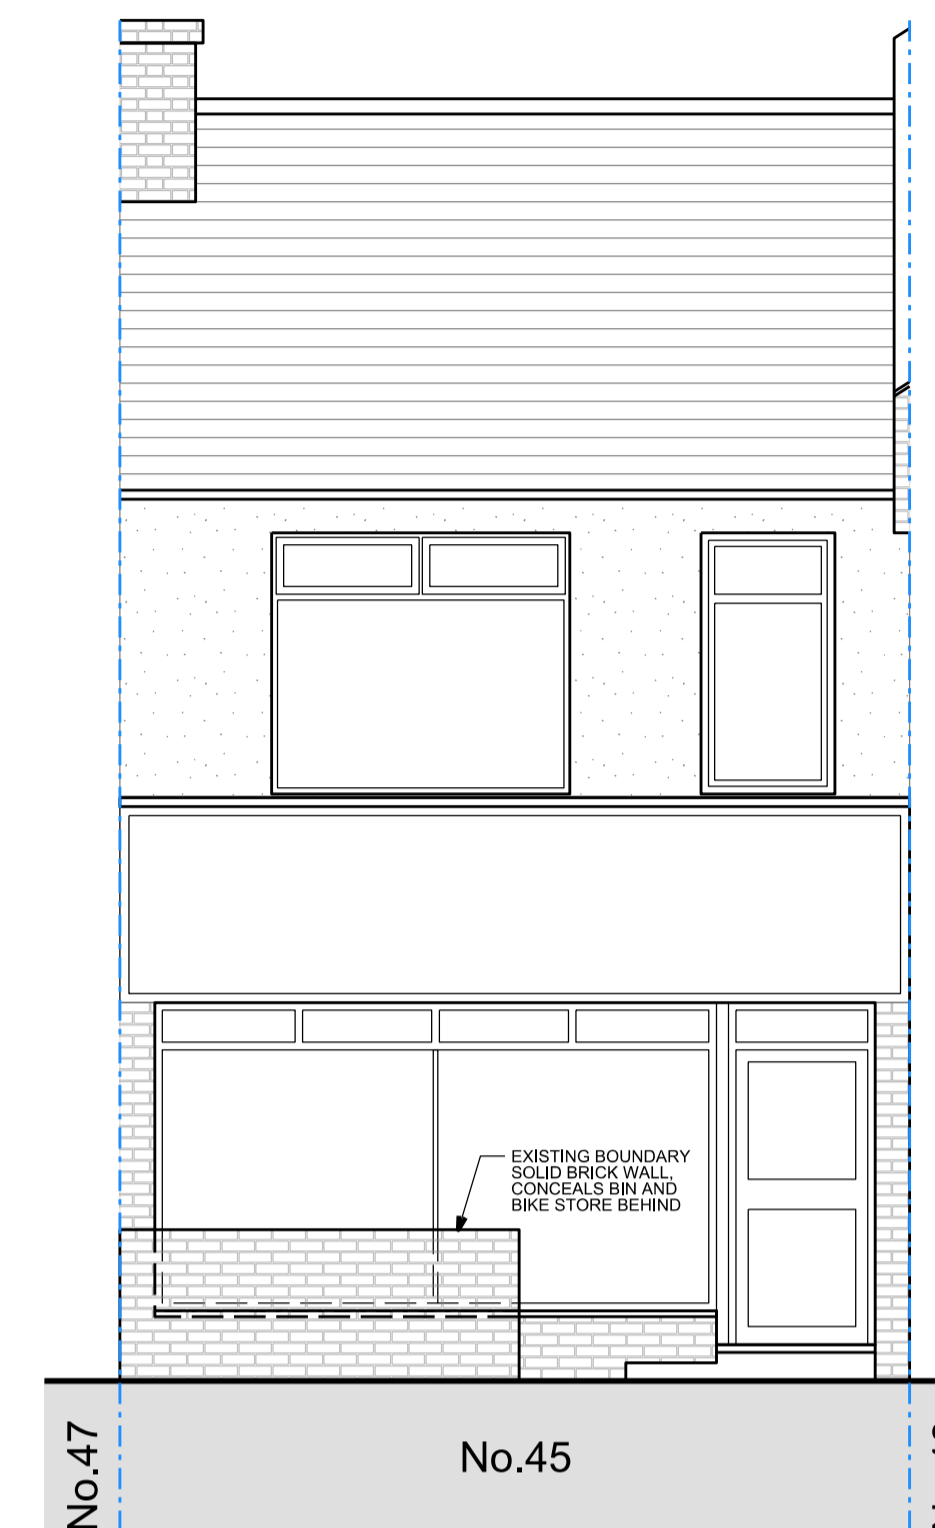 EXISTING BOUNDARY
SOLID BRICK WALL,
CONCEALS BIN AND
BIKE STORE BEHIND
No.47
No.45